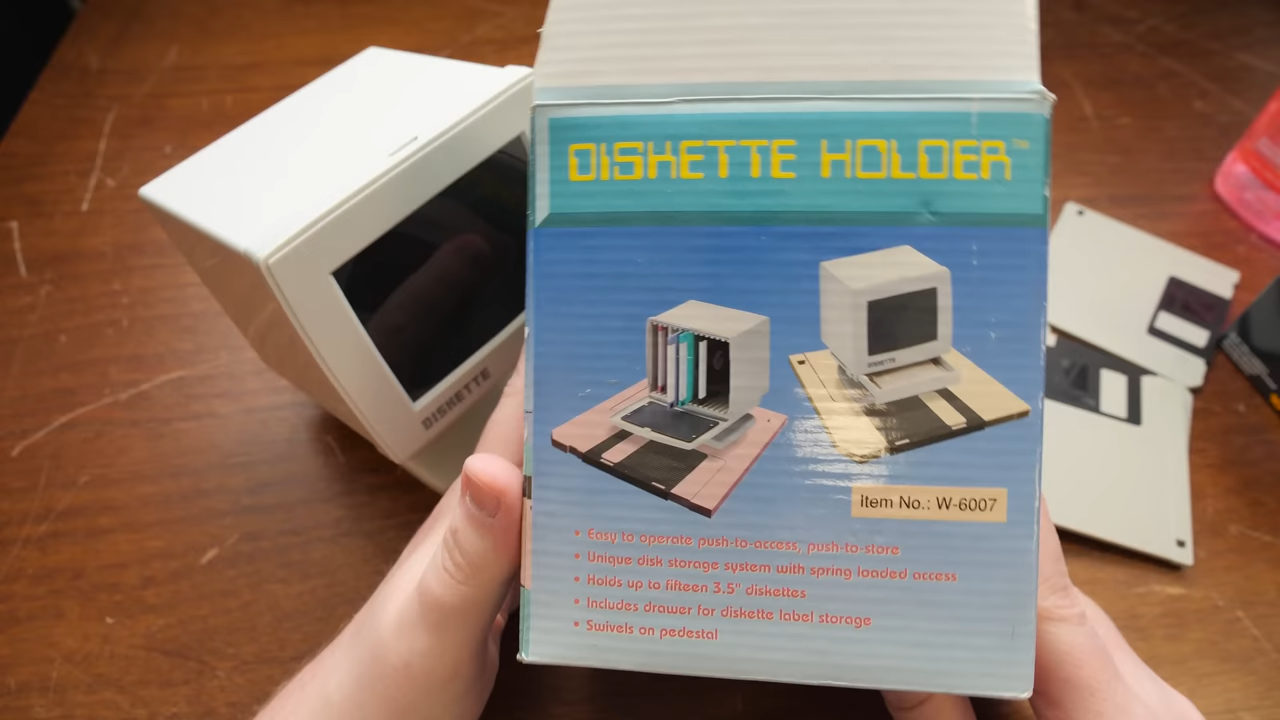 DISKETTE HOLDER™
DISKETTE
DISKETTE
Item No.: W-6007
• Easy to operate push-to-access, push-to-store
• Unique disk storage system with spring loaded access
• Holds up to fifteen 3.5" diskettes
• Includes drawer for diskette label storage
• Swivels on pedestal